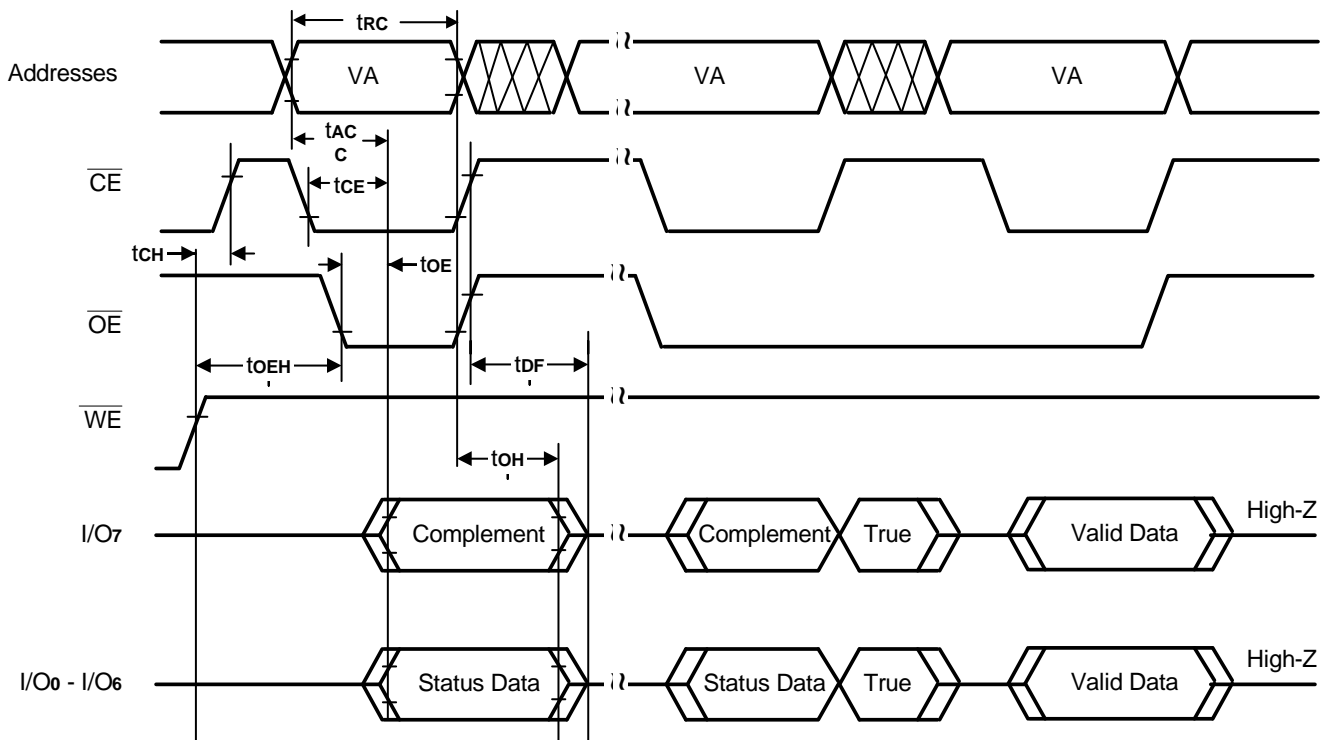 tRC
Addresses VA VA VA
tAC
C
CE
tCE
tCH
tOE
OE
tOEH
tDF
WE
tOH
I/O7 Complement Complement True Valid Data High-Z
I/O0 - I/O6 Status Data Status Data True Valid Data High-Z